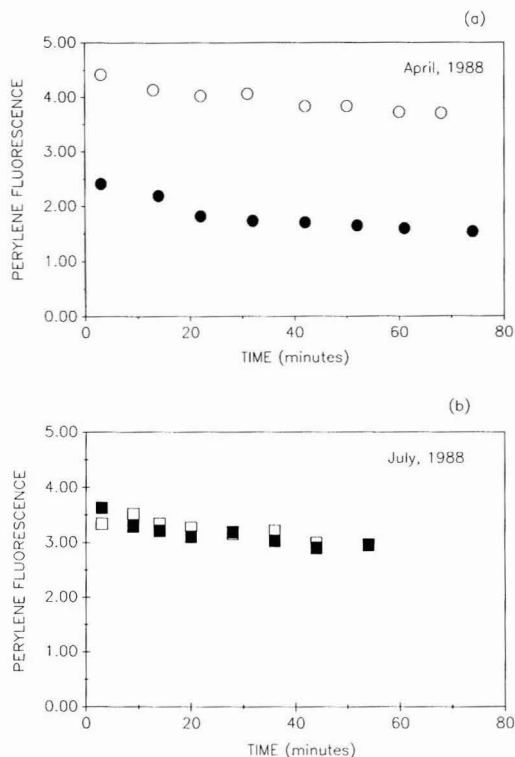 (a)
April, 1988
PERYLENE FLUORESCENCE
5.00
4.00
3.00
2.00
1.00
0.00
0 20 40 60 80
TIME (minutes)
(b)
July, 1988
PERYLENE FLUORESCENCE
5.00
4.00
3.00
2.00
1.00
0.00
0 20 40 60 80
TIME (minutes)